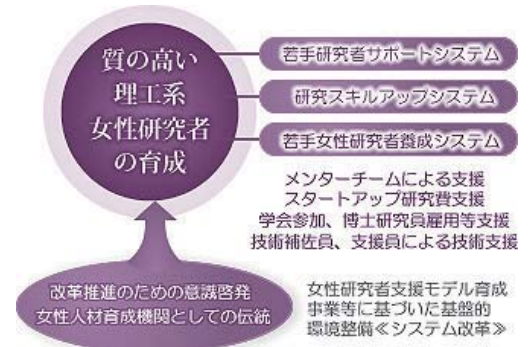 質の高い
理工系
女性研究者
の育成
若手研究者サポートシステム
研究スキルアップシステム
若手女性研究者養成システム
メンターチームによる支援
スタートアップ研究費支援
学会参加、博士研究員雇用等支援
技術補佐員、支援員による技術支援
改革推進のための意識啓発
女性人材育成機関としての伝統
女性研究者支援モデル育成
事業等に基づいた基盤的
環境整備≪システム改革≫